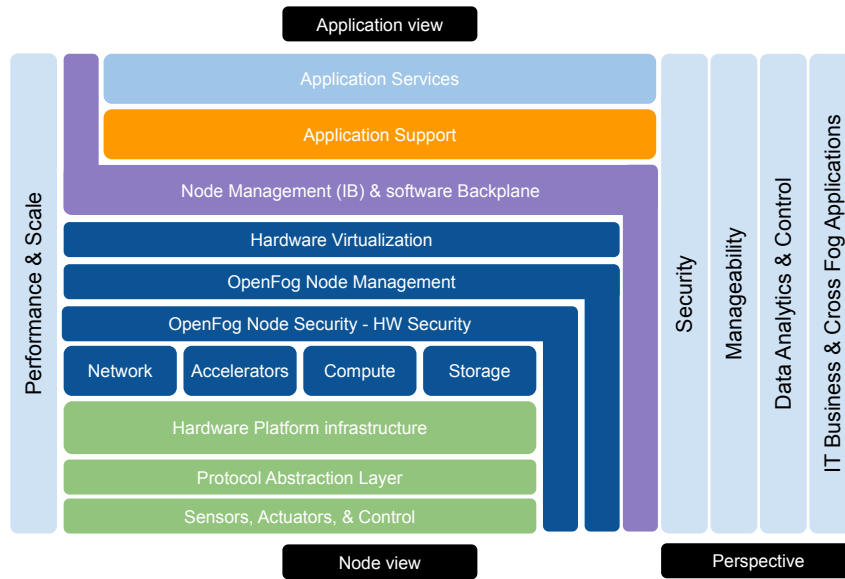 Application view
Performance & Scale
Application Services
Application Support
Node Management (IB) & software Backplane
Hardware Virtualization
OpenFog Node Management
OpenFog Node Security - HW Security
Network
Accelerators
Compute
Storage
Hardware Platform infrastructure
Protocol Abstraction Layer
Sensors, Actuators, & Control
Security
Manageability
Data Analytics & Control
IT Business & Cross Fog Applications
Node view
Perspective